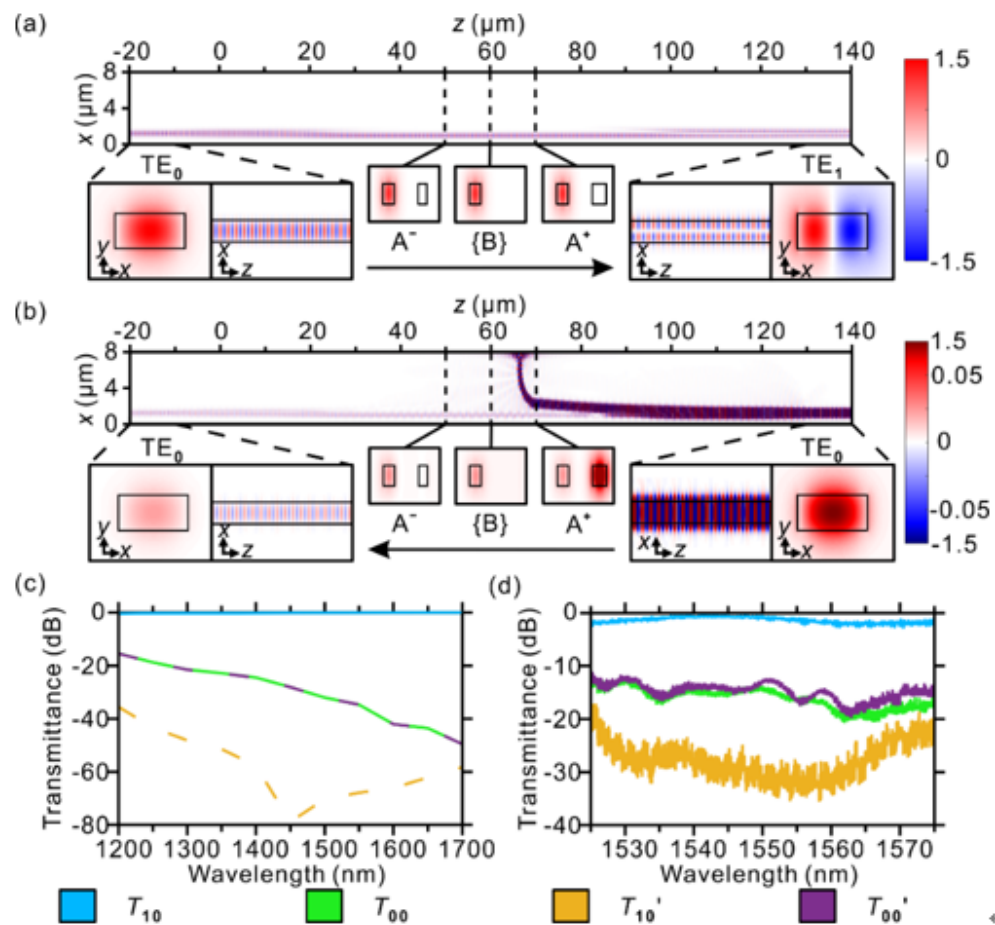 (a)
z (μm)
-20 0 20 40 60 80 100 120 140
8
4
0
x (μm)
1.5
0
-1.5
TE₀
TE₁
y
x
x
z
A⁻
{B}
A⁺
x
z
y
x
(b)
z (μm)
-20 0 20 40 60 80 100 120 140
8
4
0
x (μm)
1.5
0.05
0
-0.05
-1.5
TE₀
TE₀
y
x
x
z
A⁻
{B}
A⁺
x
z
y
x
(c)
Transmittance (dB)
0
-20
-40
-60
-80
1200 1300 1400 1500 1600 1700
Wavelength (nm)
(d)
Transmittance (dB)
0
-10
-20
-30
-40
1530 1540 1550 1560 1570
Wavelength (nm)
T₁₀ T₀₀ T₁₀' T₀₀'